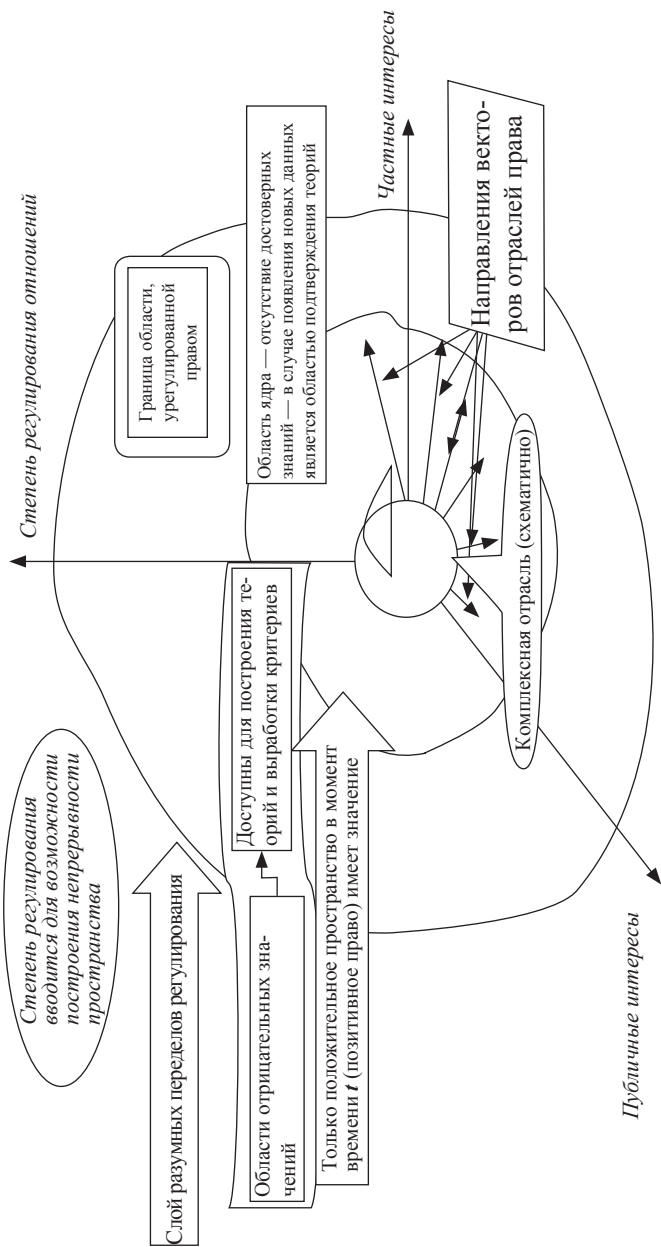 Степень регулирования
вводится для возможности
построения непрерывности
пространства
Степень регулирования отношений
Граница области,
урегулированной
правом
Слой разумных переделов регулирования
Доступны для построения те-
орий и выработки критериев
Область ядра — отсутствие достоверных
знаний — в случае появления новых данных
является областью подтверждения теорий
Области отрицательных зна-
чений
Только положительное пространство в момент
времени t (позитивное право) имеет значение
Частные интересы
Направления векто-
ров отраслей права
Комплексная отрасль (схематично)
Публичные интересы